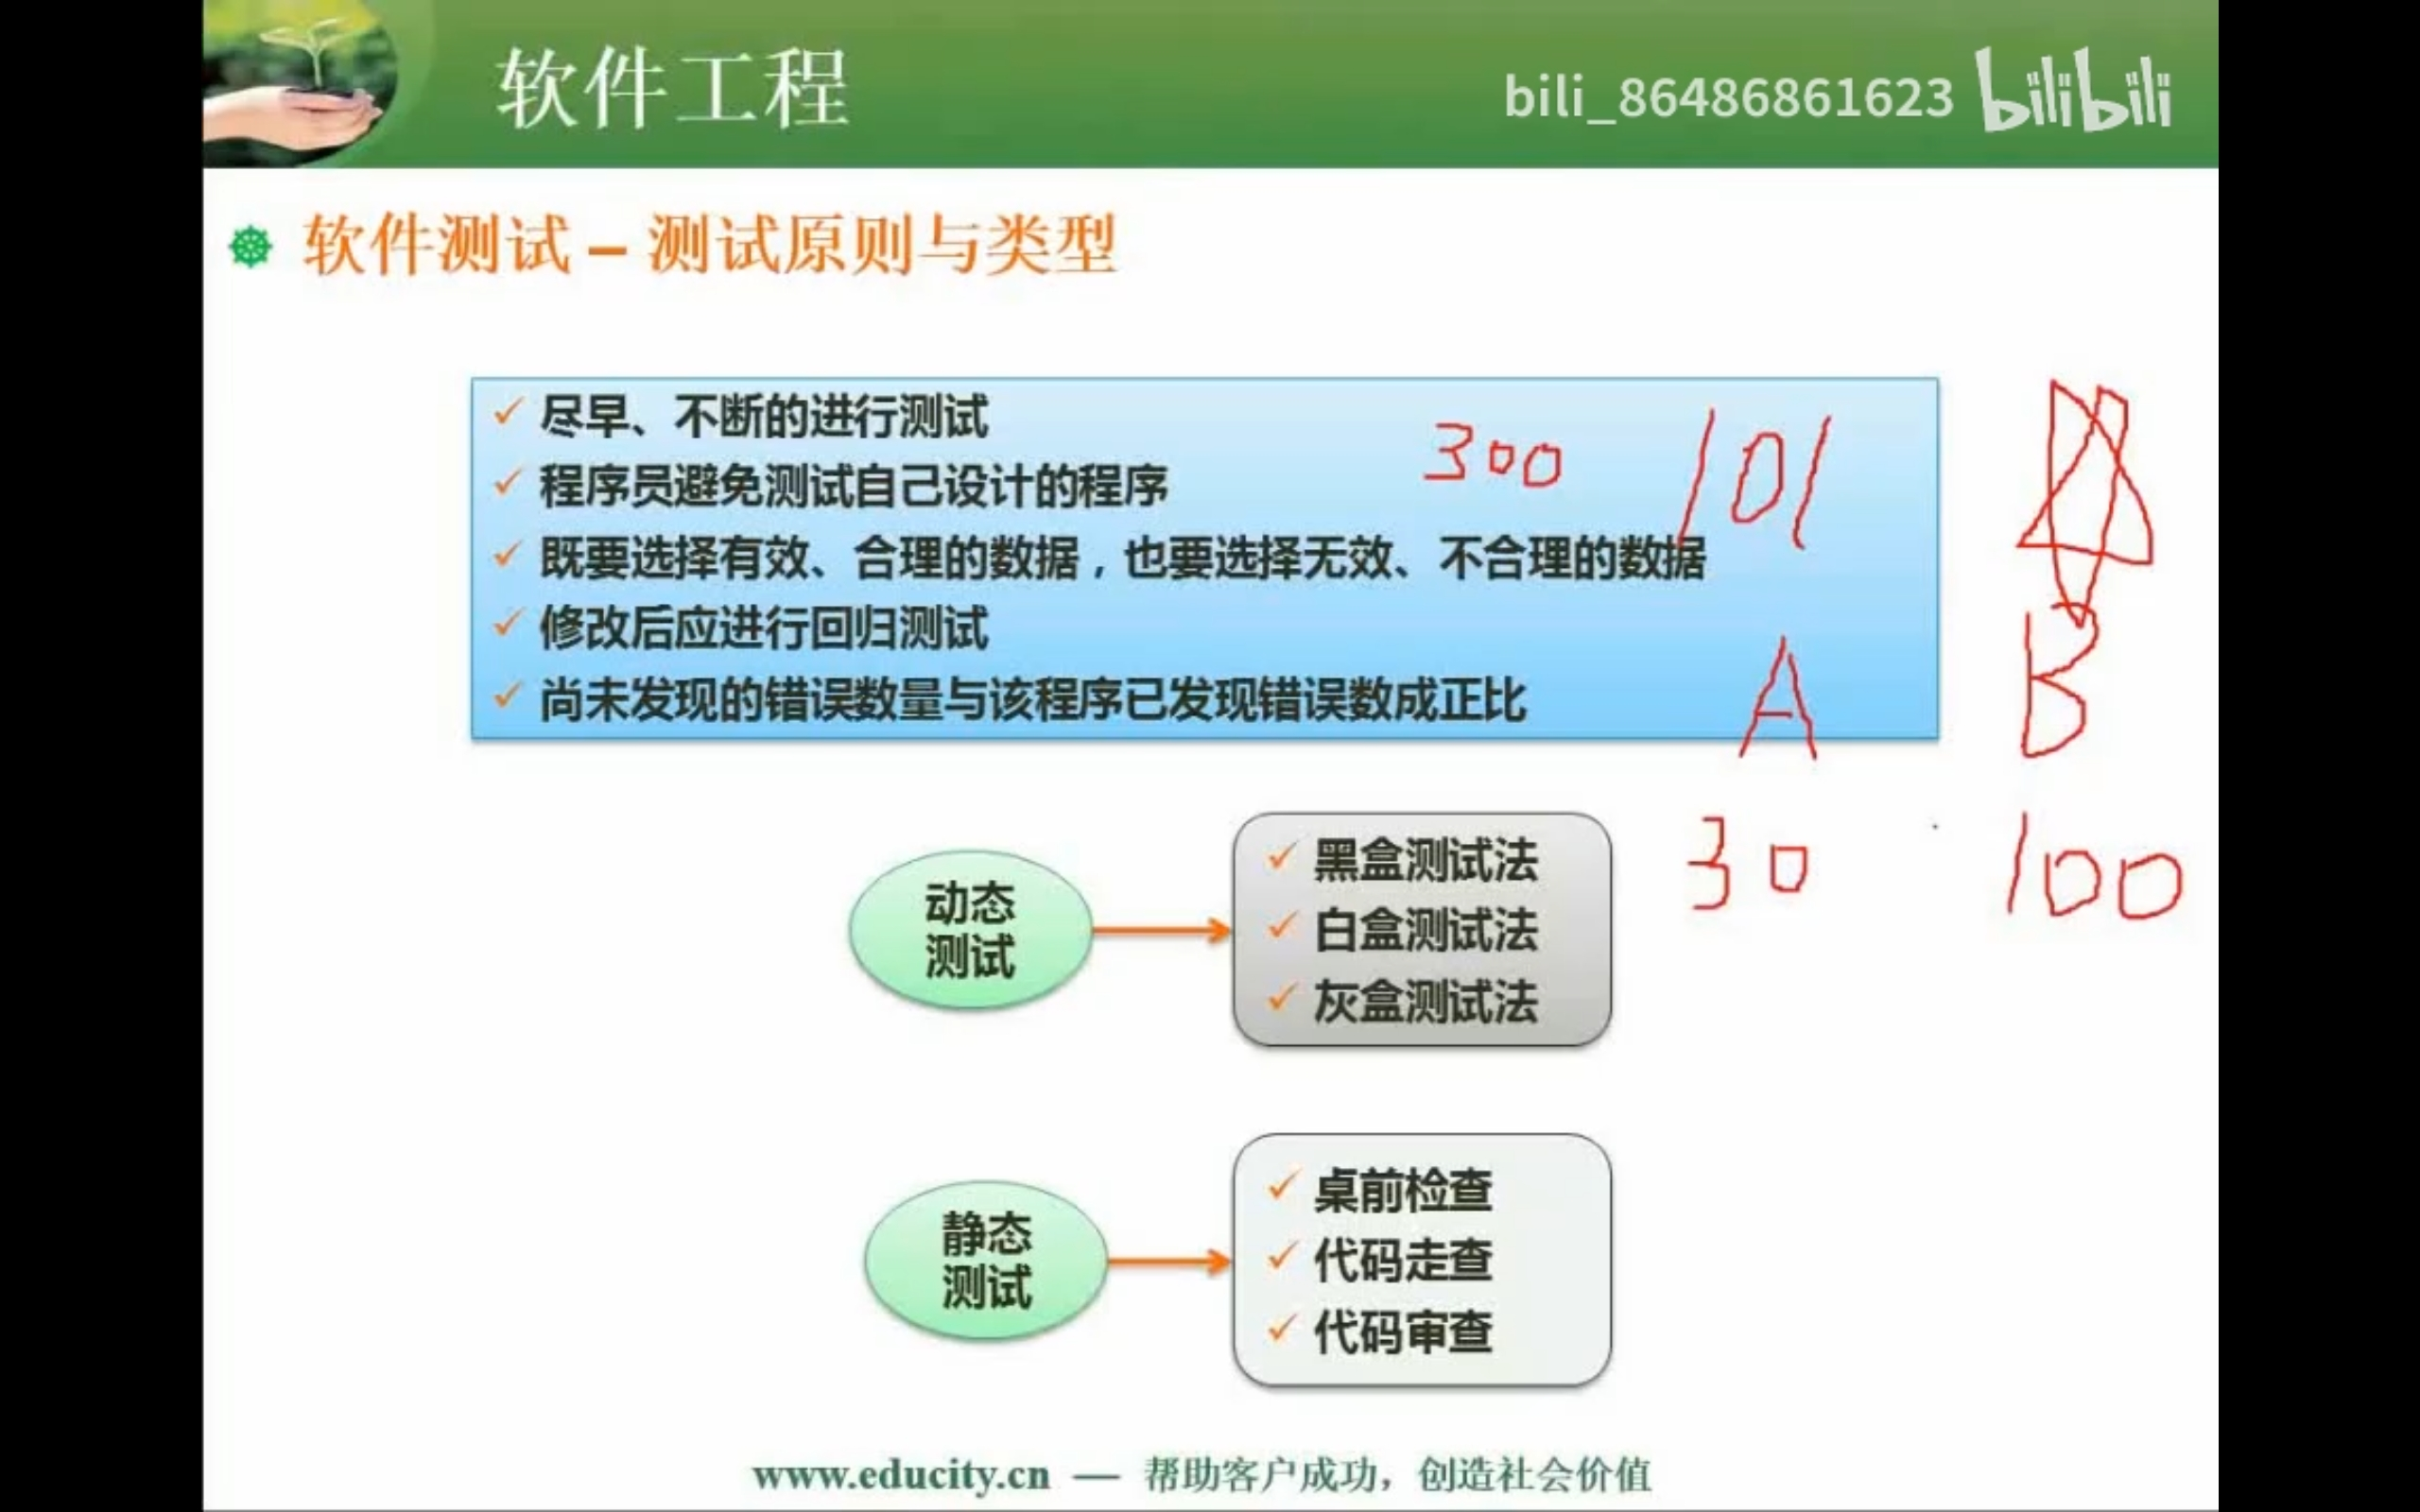 软件工程
bili_86486861623 bilibili
软件测试 – 测试原则与类型
尽早、不断的进行测试
程序员避免测试自己设计的程序
既要选择有效、合理的数据，也要选择无效、不合理的数据
修改后应进行回归测试
尚未发现的错误数量与该程序已发现错误数成正比
300 101
A B
30 100
动态
测试
黑盒测试法
白盒测试法
灰盒测试法
静态
测试
桌前检查
代码走查
代码审查
www.educity.cn — 帮助客户成功，创造社会价值